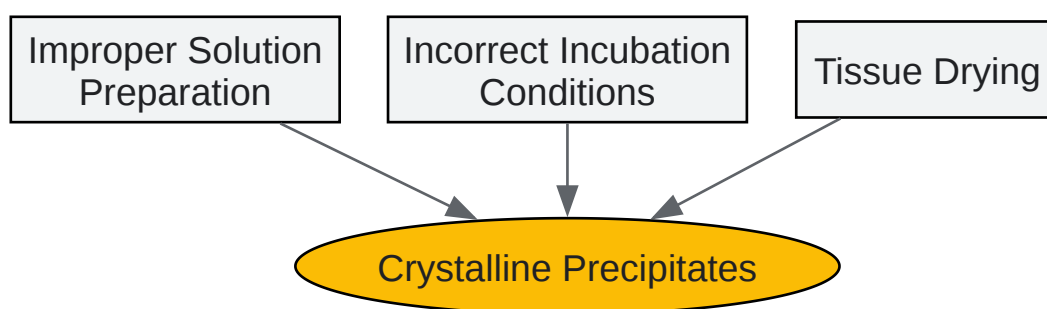 Improper Solution
Preparation
Incorrect Incubation
Conditions
Tissue Drying
Crystalline Precipitates